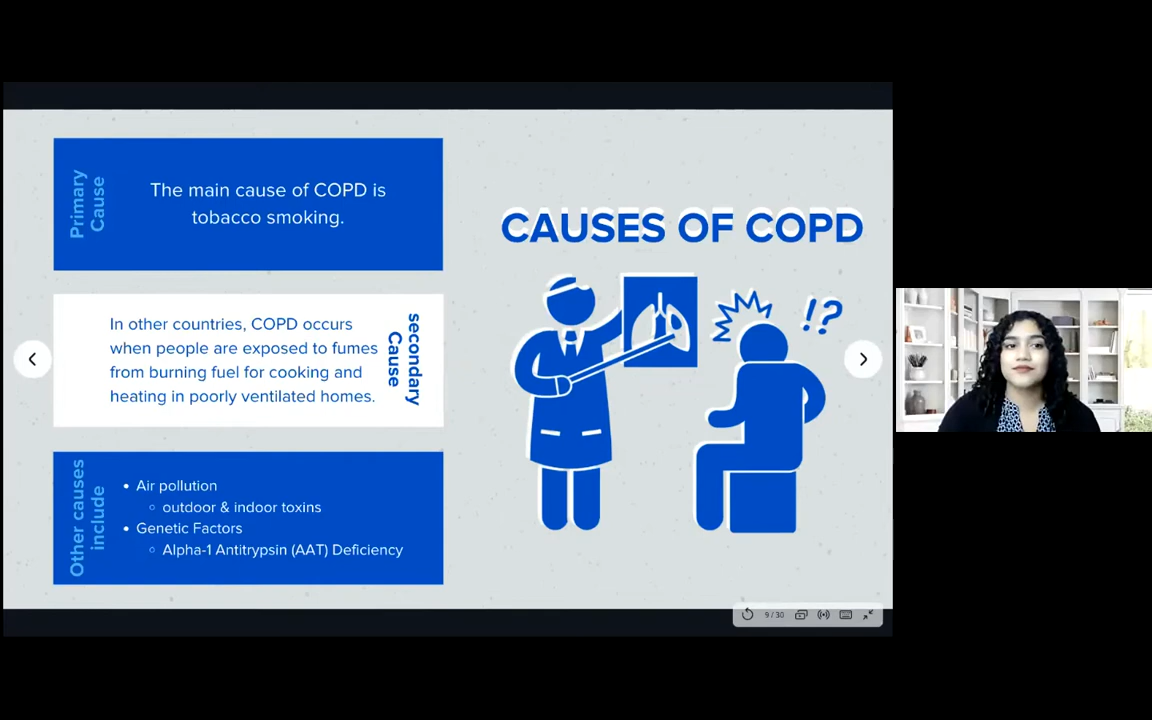 Primary
Cause
The main cause of COPD is
tobacco smoking.
In other countries, COPD occurs
when people are exposed to fumes
from burning fuel for cooking and
heating in poorly ventilated homes.
secondary
Cause
Other causes
include
Air pollution
outdoor & indoor toxins
Genetic Factors
Alpha-1 Antitrypsin (AAT) Deficiency
CAUSES OF COPD
!?
9 / 30